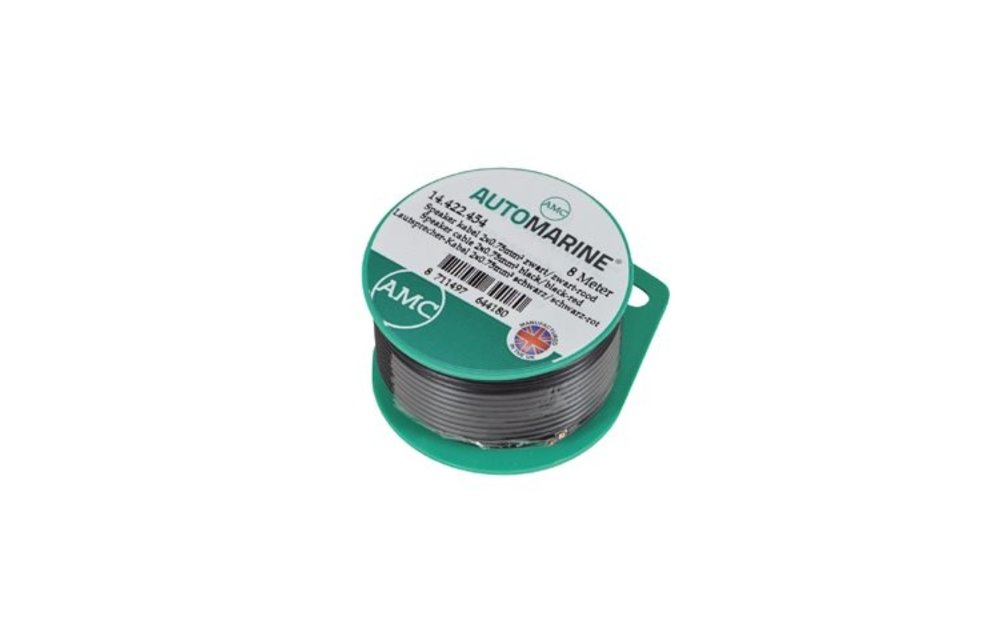 AMC
AUTOMARINE®
14.422.454
8 Meter
Speaker kabel 2x0.75mm² zwart/zwart-rood
Speaker cable 2x0.75mm² black/black-red
Lautsprecher-Kabel 2x0.75mm² schwarz/schwarz-rot
8 711497 644180
AMC
MANUFACTURED
IN THE UK